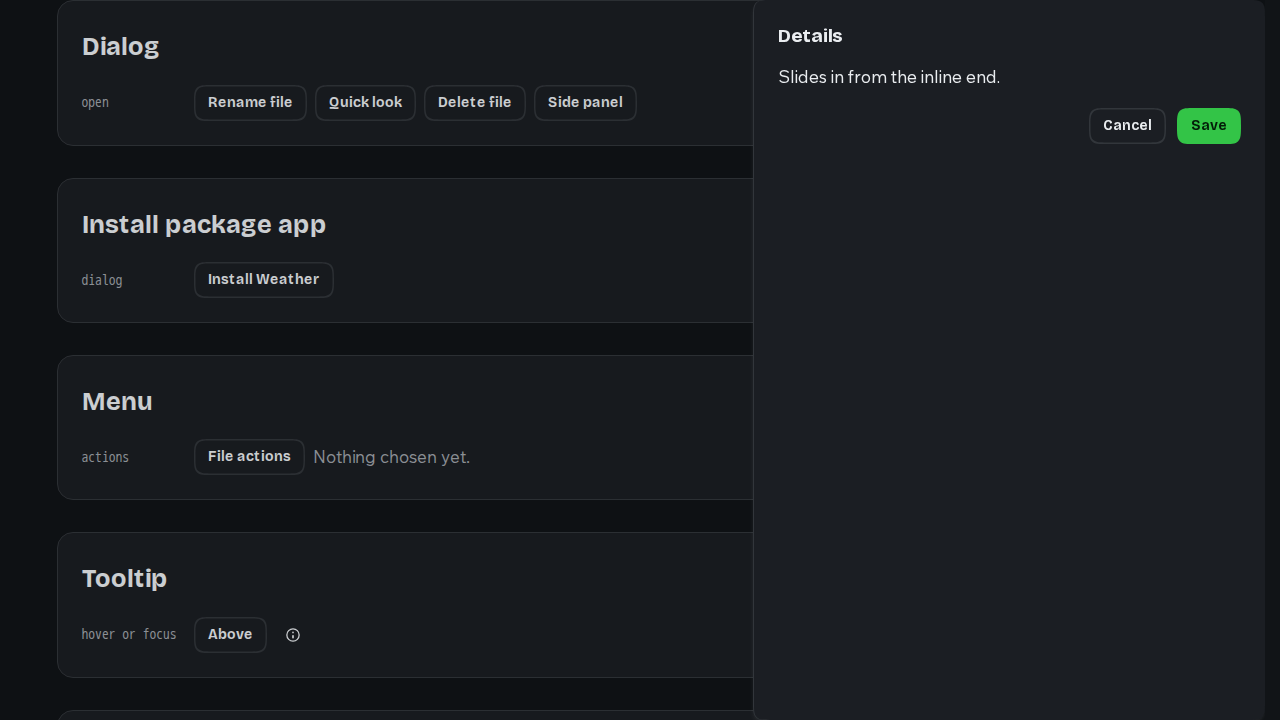 Dialog
open
Rename file
Quick look
Delete file
Side panel
Install package app
dialog
Install Weather
Menu
actions
File actions
Nothing chosen yet.
Tooltip
hover or focus
Above
Details
Slides in from the inline end.
Cancel
Save